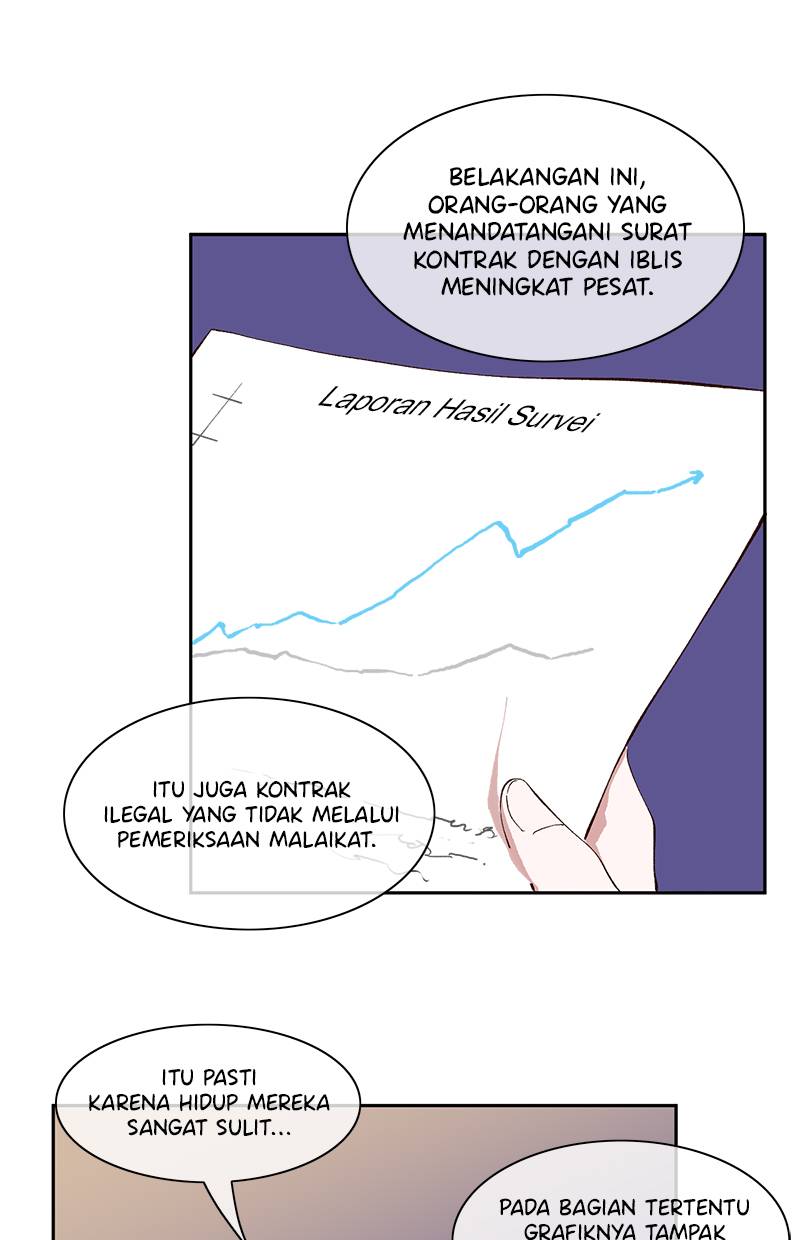 BELAKANGAN INI,
ORANG-ORANG YANG
MENANDATANGANI SURAT
KONTRAK DENGAN IBLIS
MENINGKAT PESAT.
Laporan Hasil Survei
ITU JUGA KONTRAK
ILEGAL YANG TIDAK MELALUI
PEMERIKSAAN MALAIKAT.
ITU PASTI
KARENA HIDUP MEREKA
SANGAT SULIT...
PADA BAGIAN TERTENTU
GRAFIKNYA TAMPAK